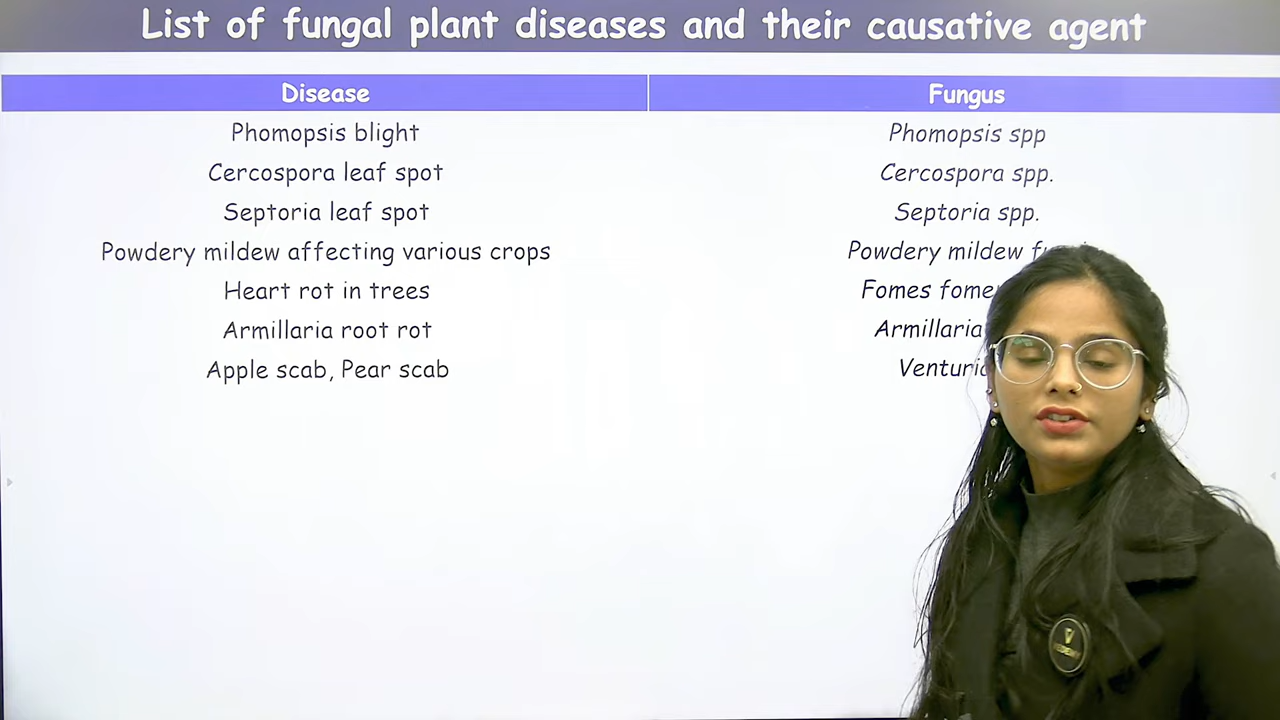 List of fungal plant diseases and their causative agent
Disease Fungus
Phomopsis blight Phomopsis spp
Cercospora leaf spot Cercospora spp.
Septoria leaf spot Septoria spp.
Powdery mildew affecting various crops Powdery mildew
Heart rot in trees Fomes
Armillaria root rot Armillaria
Apple scab, Pear scab